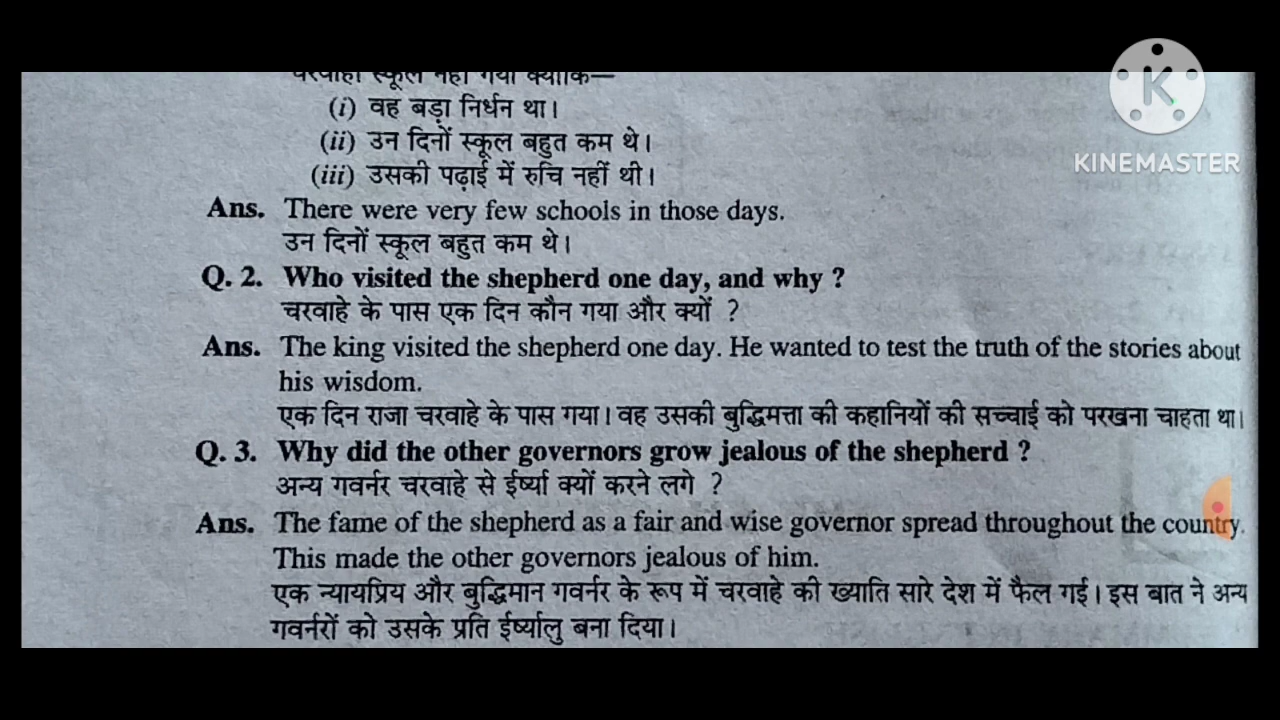 चरवाहा स्कूल नहीं गया क्योंकि—
(i) वह बड़ा निर्धन था।
(ii) उन दिनों स्कूल बहुत कम थे।
(iii) उसकी पढ़ाई में रुचि नहीं थी।
Ans. There were very few schools in those days.
उन दिनों स्कूल बहुत कम थे।
Q. 2. Who visited the shepherd one day, and why ?
चरवाहे के पास एक दिन कौन गया और क्यों ?
Ans. The king visited the shepherd one day. He wanted to test the truth of the stories about
his wisdom.
एक दिन राजा चरवाहे के पास गया। वह उसकी बुद्धिमत्ता की कहानियों की सच्चाई को परखना चाहता था।
Q. 3. Why did the other governors grow jealous of the shepherd ?
अन्य गवर्नर चरवाहे से ईर्ष्या क्यों करने लगे ?
Ans. The fame of the shepherd as a fair and wise governor spread throughout the country.
This made the other governors jealous of him.
एक न्यायप्रिय और बुद्धिमान गवर्नर के रूप में चरवाहे की ख्याति सारे देश में फैल गई। इस बात ने अन्य
गवर्नरों को उसके प्रति ईर्ष्यालु बना दिया।
K
KINEMASTER